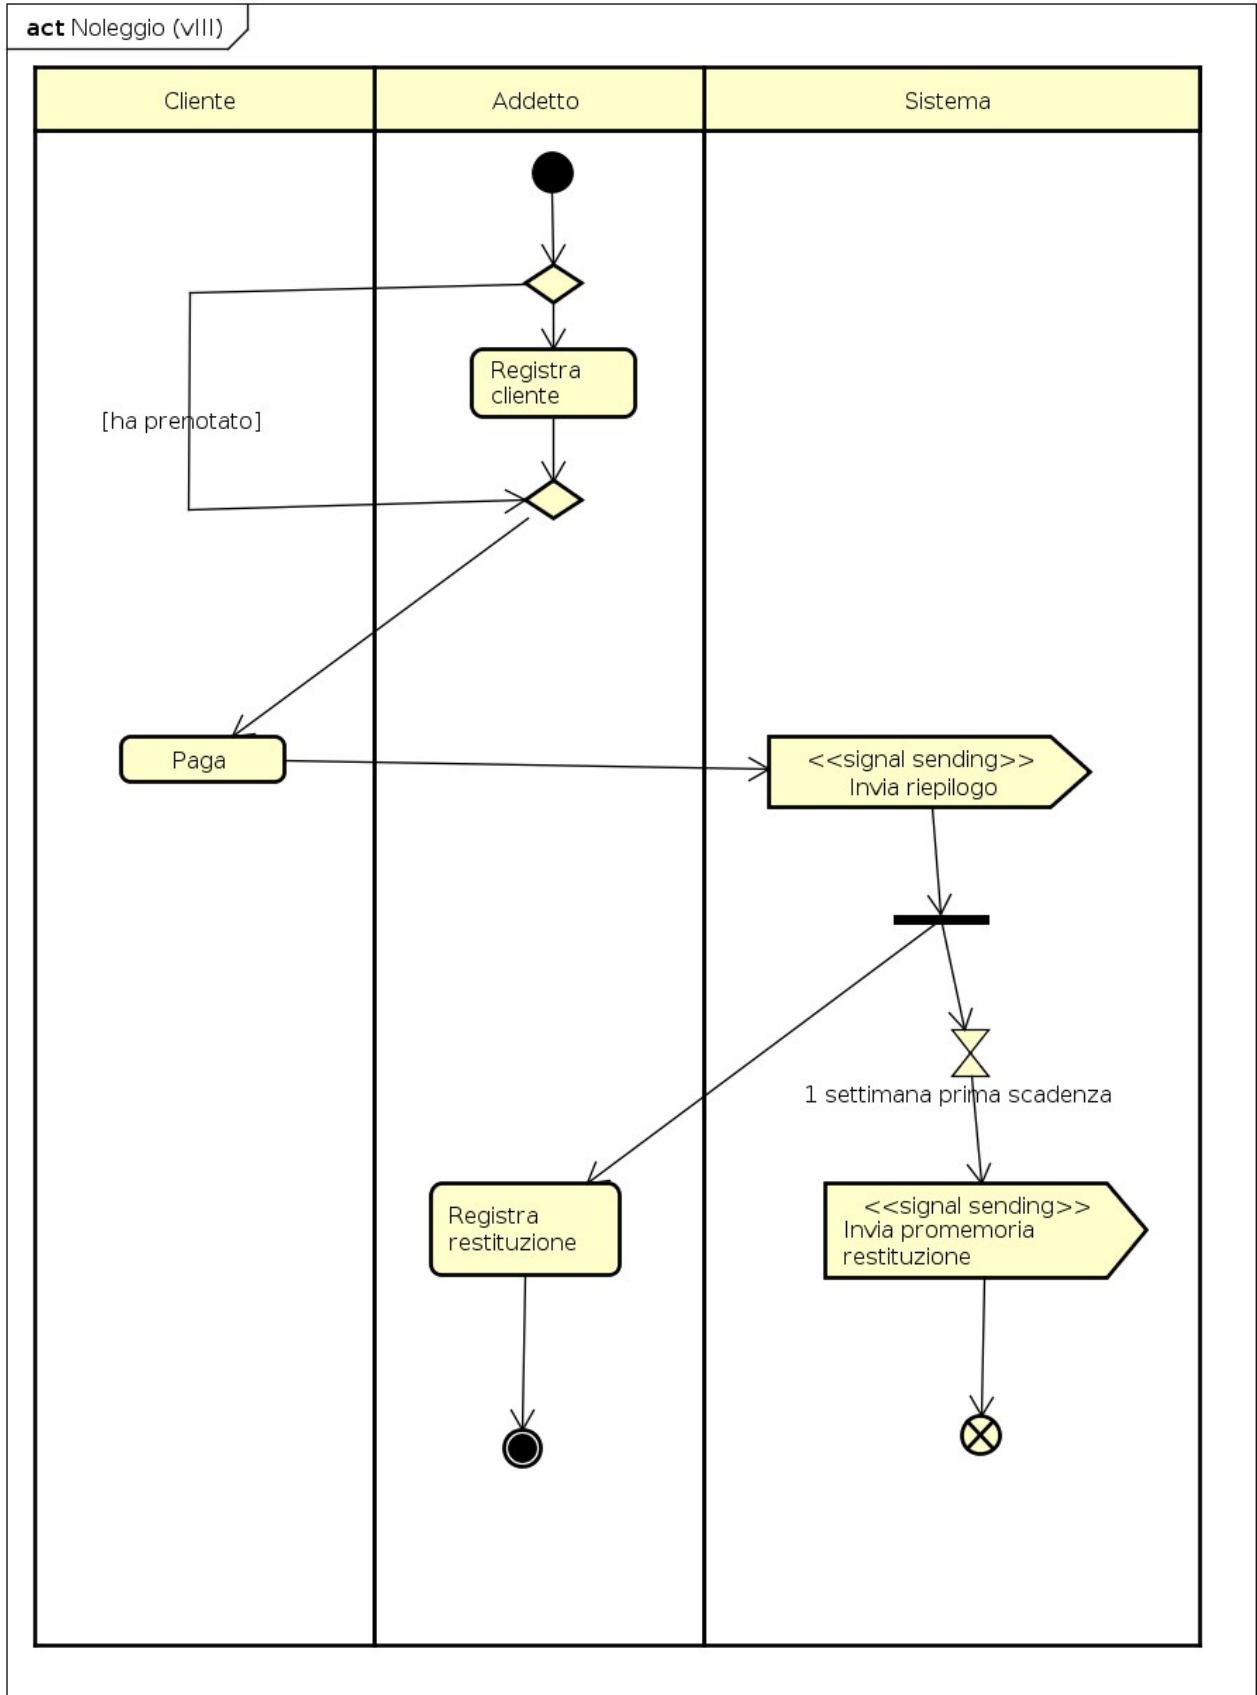 act Noleggio (vIII)
Cliente
Addetto
Sistema
Registra
cliente
[ha prenotato]
Paga
<<signal sending>>
Invia riepilogo
1 settimana prima scadenza
Registra
restituzione
<<signal sending>>
Invia promemoria
restituzione